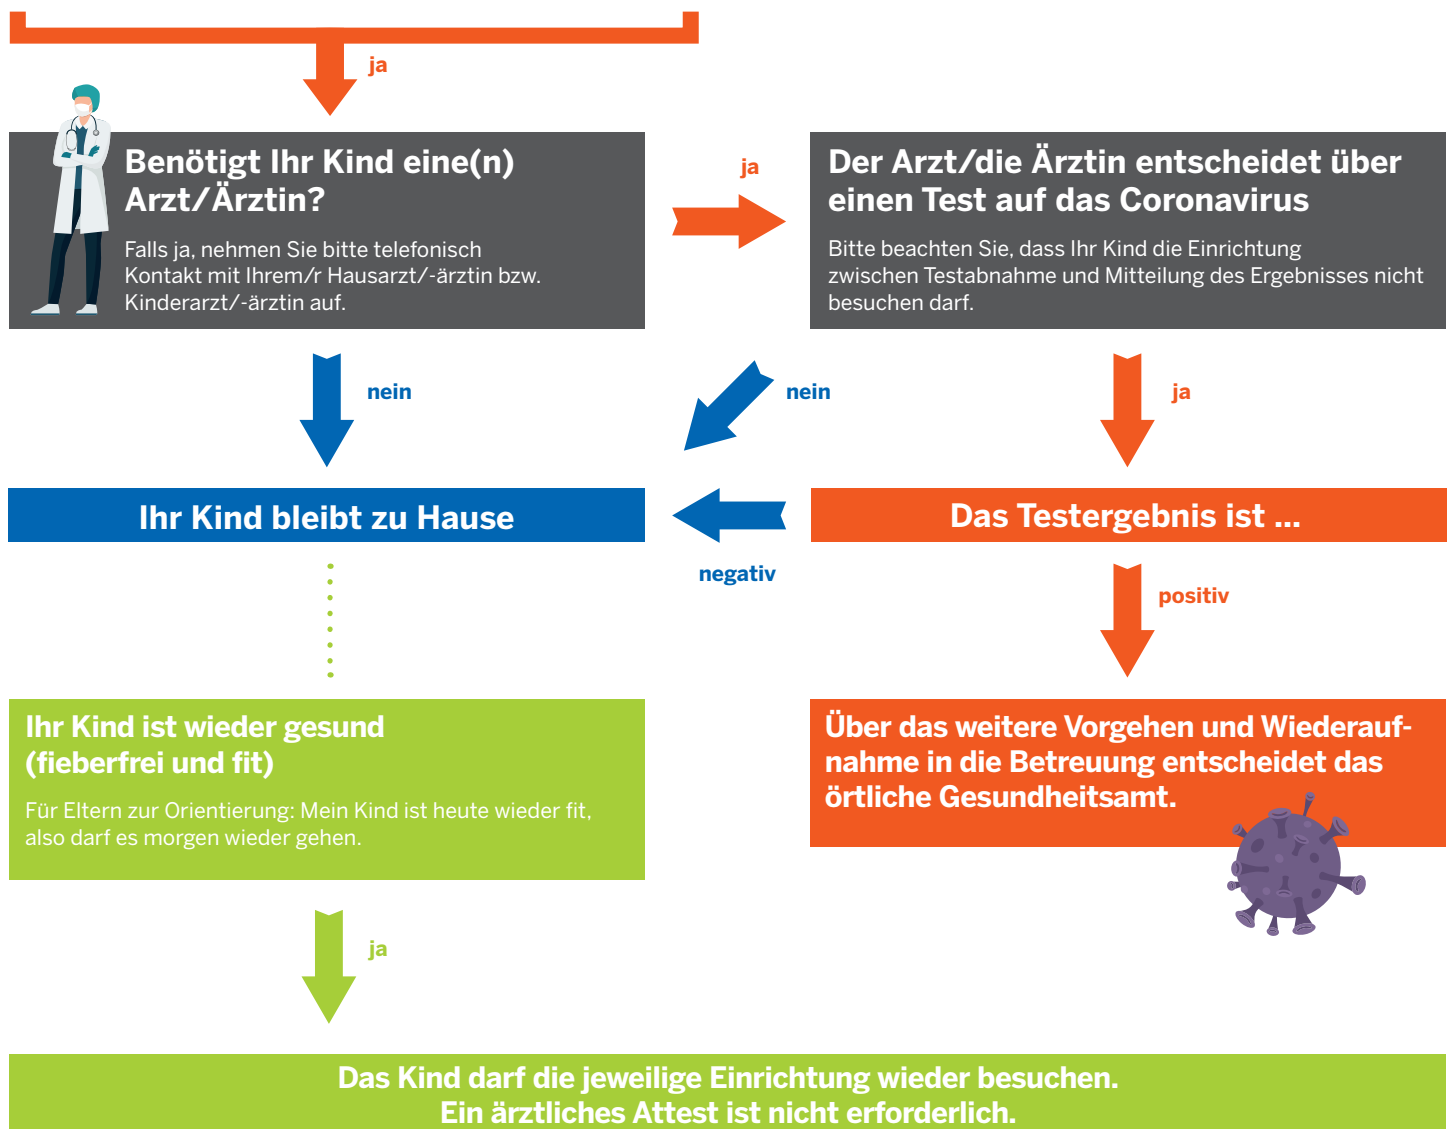 ja
Benötigt Ihr Kind eine(n)
Arzt/Ärztin?
Falls ja, nehmen Sie bitte telefonisch
Kontakt mit Ihrem/r Hausarzt/-ärztin bzw.
Kinderarzt/-ärztin auf.
ja
Der Arzt/die Ärztin entscheidet über
einen Test auf das Coronavirus
Bitte beachten Sie, dass Ihr Kind die Einrichtung
zwischen Testabnahme und Mitteilung des Ergebnisses nicht
besuchen darf.
nein
nein
ja
Ihr Kind bleibt zu Hause
negativ
Das Testergebnis ist ...
positiv
Ihr Kind ist wieder gesund
(fieberfrei und fit)
Für Eltern zur Orientierung: Mein Kind ist heute wieder fit,
also darf es morgen wieder gehen.
Über das weitere Vorgehen und Wiederauf-
nahme in die Betreuung entscheidet das
örtliche Gesundheitsamt.
ja
Das Kind darf die jeweilige Einrichtung wieder besuchen.
Ein ärztliches Attest ist nicht erforderlich.